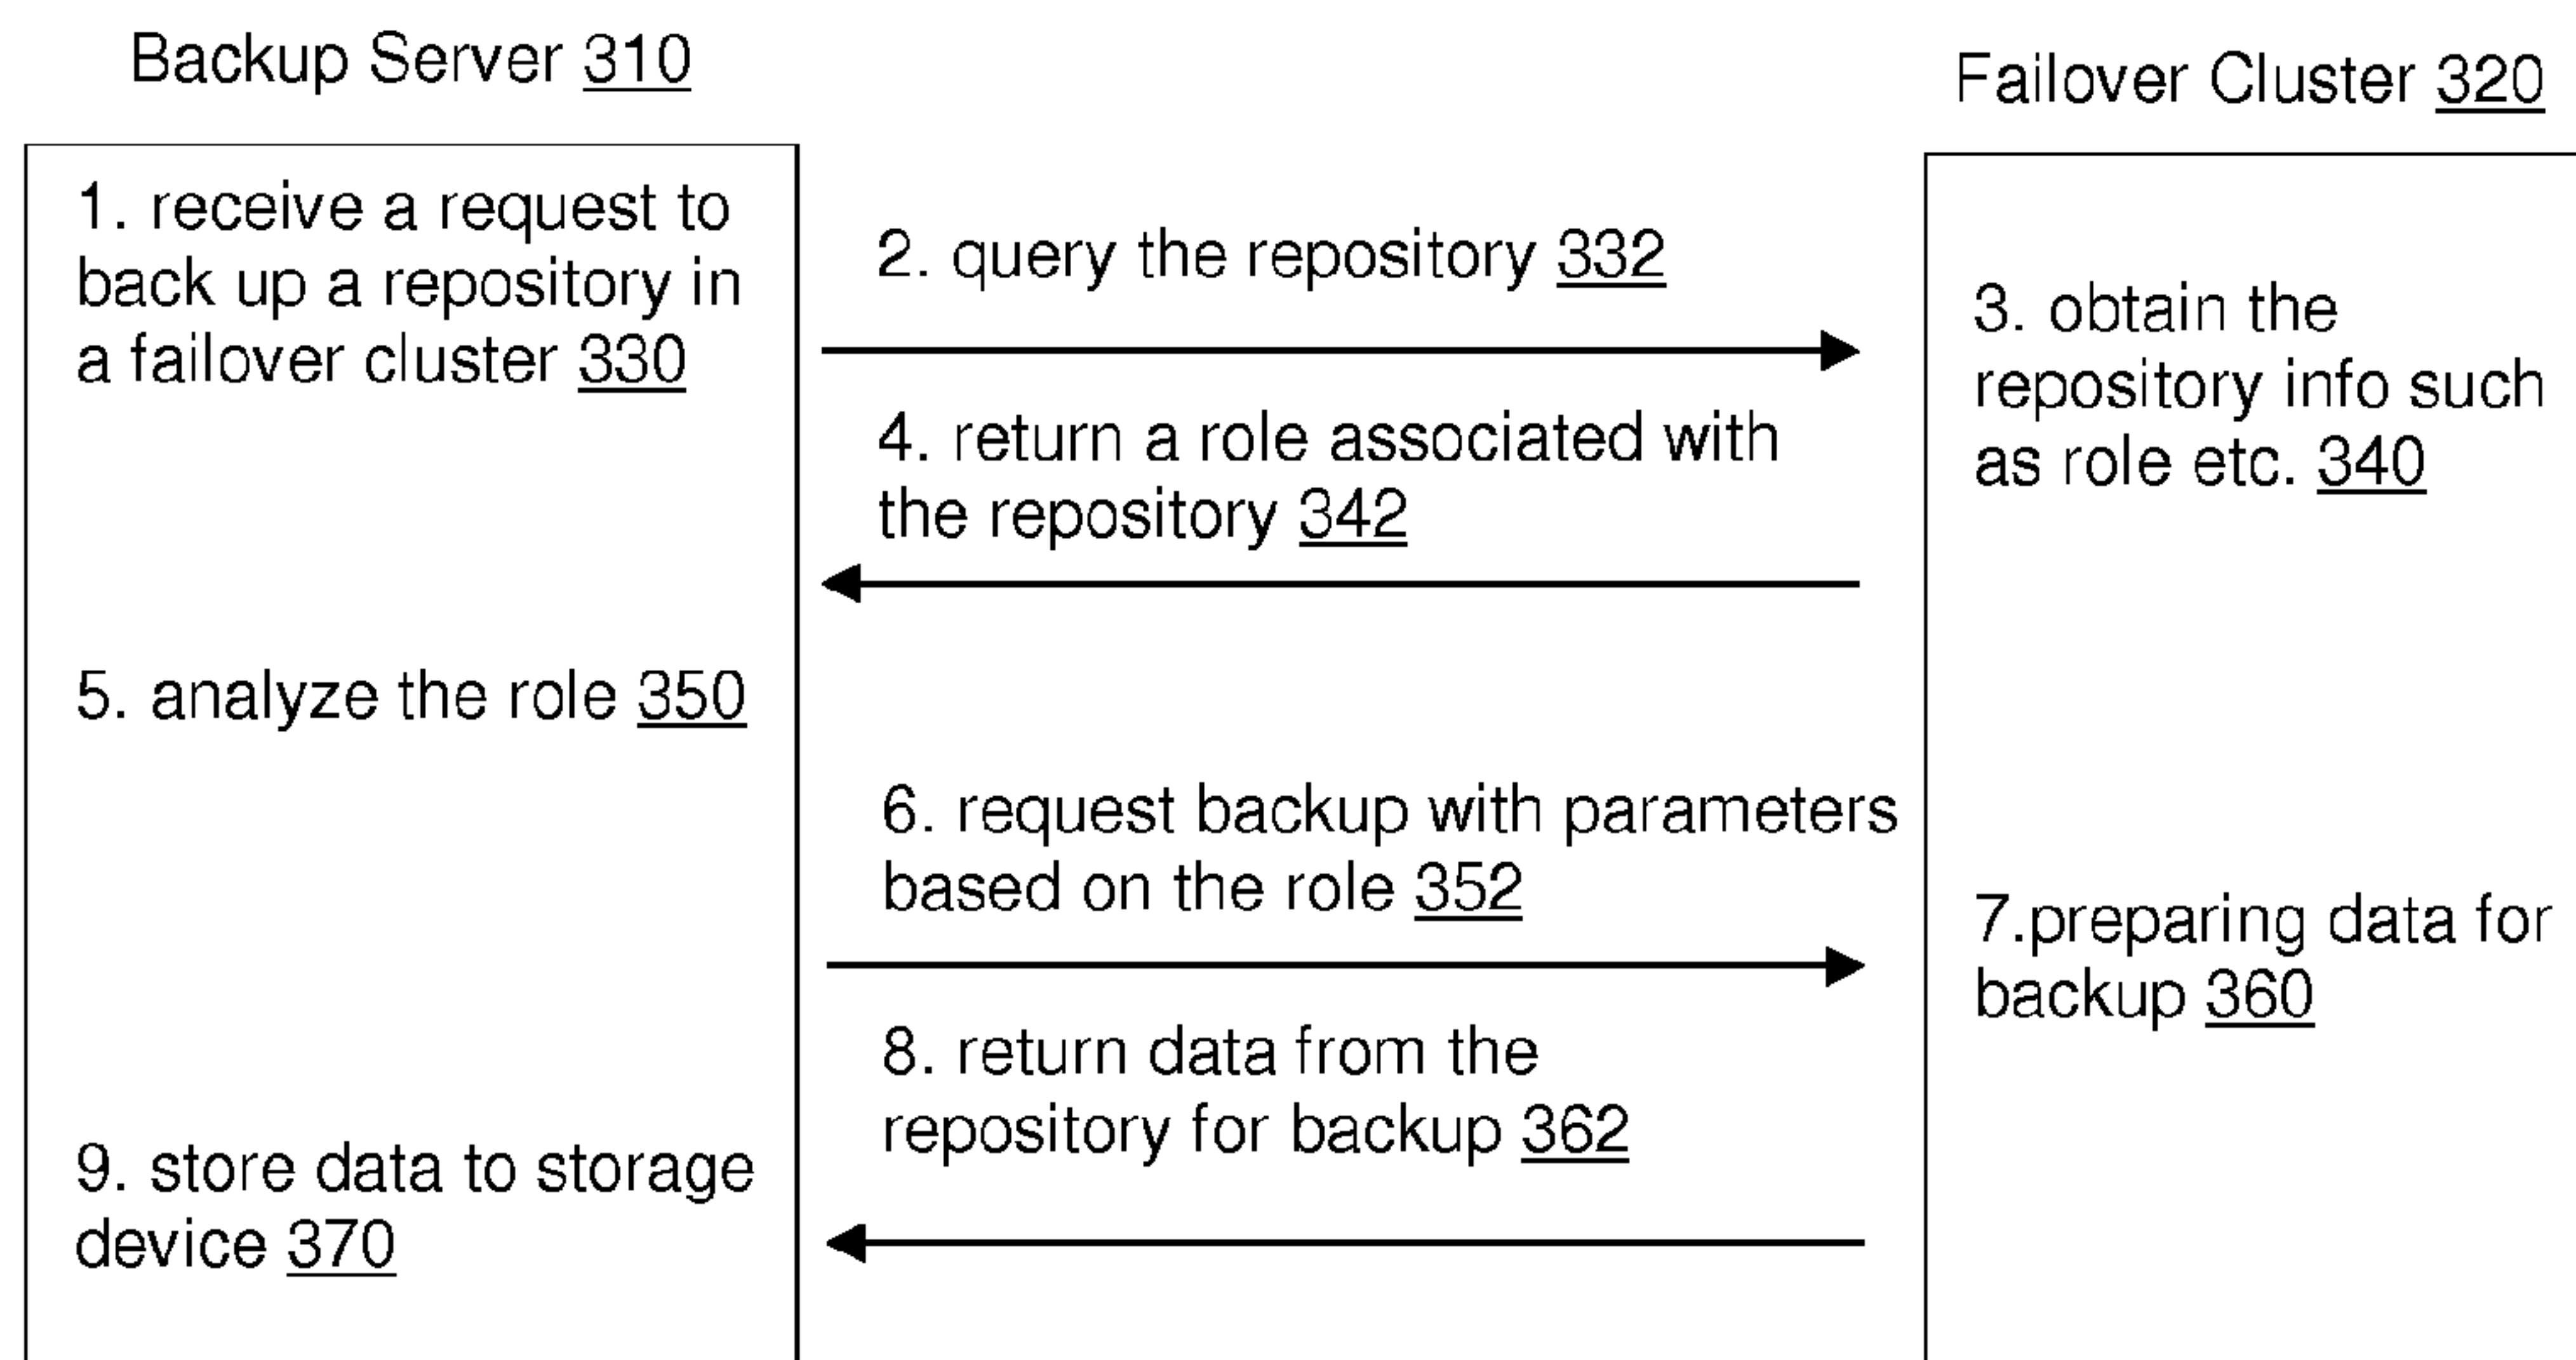 Backup Server 310
Failover Cluster 320
1. receive a request to
back up a repository in
a failover cluster 330
2. query the repository 332
3. obtain the
repository info such
as role etc. 340
4. return a role associated with
the repository 342
5. analyze the role 350
6. request backup with parameters
based on the role 352
7.preparing data for
backup 360
8. return data from the
repository for backup 362
9. store data to storage
device 370